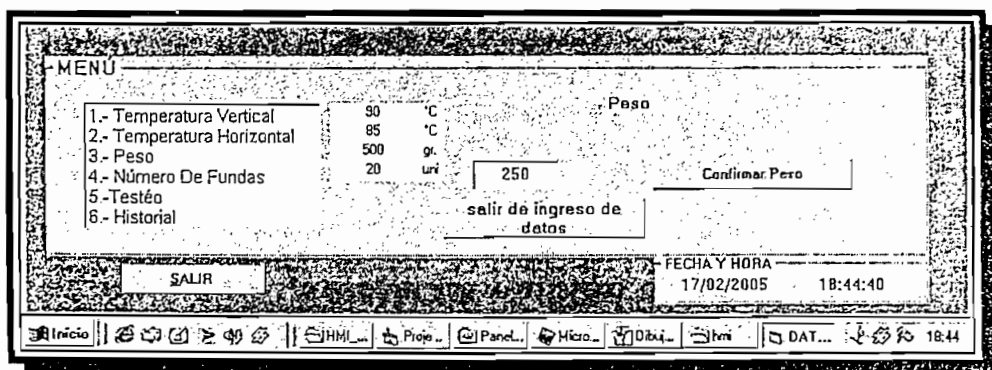 MENÚ
1.- Temperatura Vertical 90 °C
2.- Temperatura Horizontal 85 °C
3.- Peso 500 gr.
4.- Número De Fundas 20 uni
5.-Testéo
6.- Historial
Peso
250
Confirmar Peso
salir de ingreso de
datos
SALIR
FECHA Y HORA
17/02/2005 18:44:40
Inicio HMI_... Proje... Panel... Micro... Dibuj... hmi DAT... 18:44